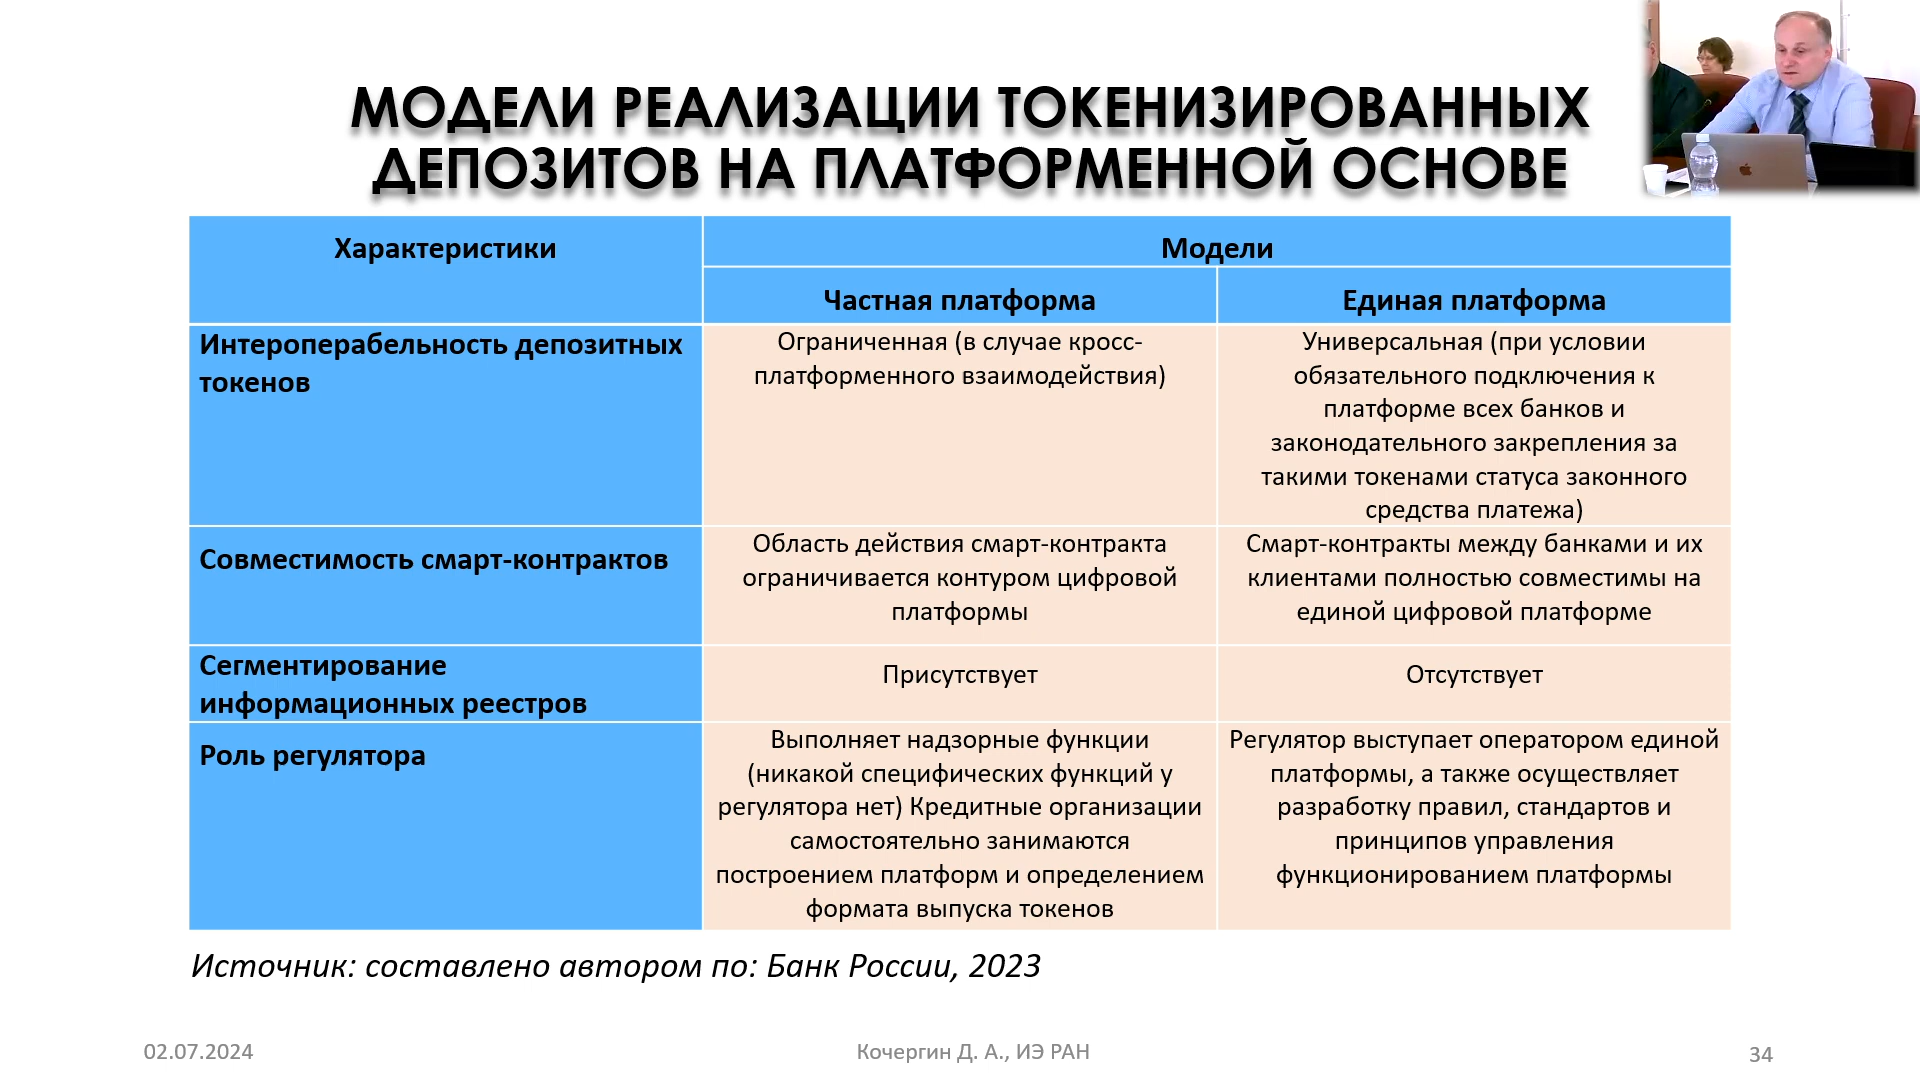 МОДЕЛИ РЕАЛИЗАЦИИ ТОКЕНИЗИРОВАННЫХ
ДЕПОЗИТОВ НА ПЛАТФОРМЕННОЙ ОСНОВЕ
Характеристики
Модели
Частная платформа
Единая платформа
Интероперабельность депозитных
токенов
Ограниченная (в случае кросс-
платформенного взаимодействия)
Универсальная (при условии
обязательного подключения к
платформе всех банков и
законодательного закрепления за
такими токенами статуса законного
средства платежа)
Совместимость смарт-контрактов
Область действия смарт-контракта
ограничивается контуром цифровой
платформы
Смарт-контракты между банками и их
клиентами полностью совместимы на
единой цифровой платформе
Сегментирование
информационных реестров
Присутствует
Отсутствует
Роль регулятора
Выполняет надзорные функции
(никакой специфических функций у
регулятора нет) Кредитные организации
самостоятельно занимаются
построением платформ и определением
формата выпуска токенов
Регулятор выступает оператором единой
платформы, а также осуществляет
разработку правил, стандартов и
принципов управления
функционированием платформы
Источник: составлено автором по: Банк России, 2023
02.07.2024
Кочергин Д. А., ИЭ РАН
34